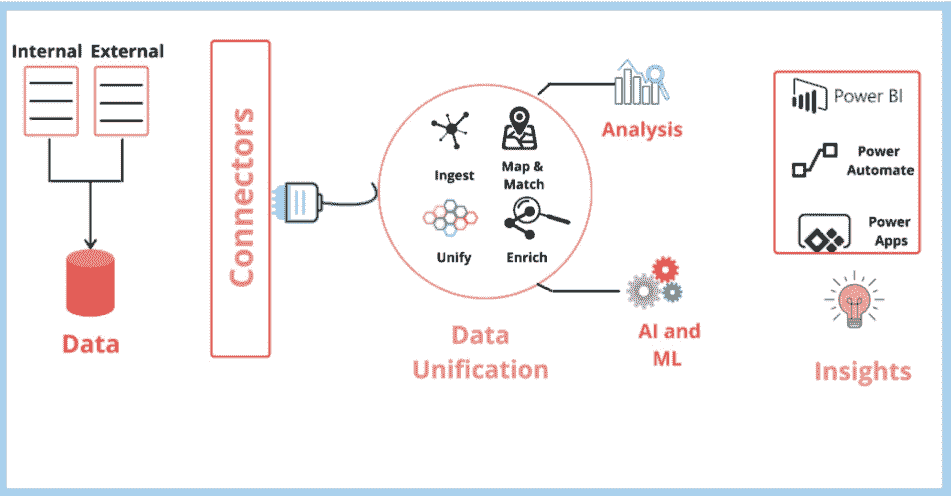 Internal External
Data
Connectors
Ingest
Map &
Match
Unify
Enrich
Data
Unification
Analysis
AI and
ML
Power BI
Power
Automate
Power
Apps
Insights